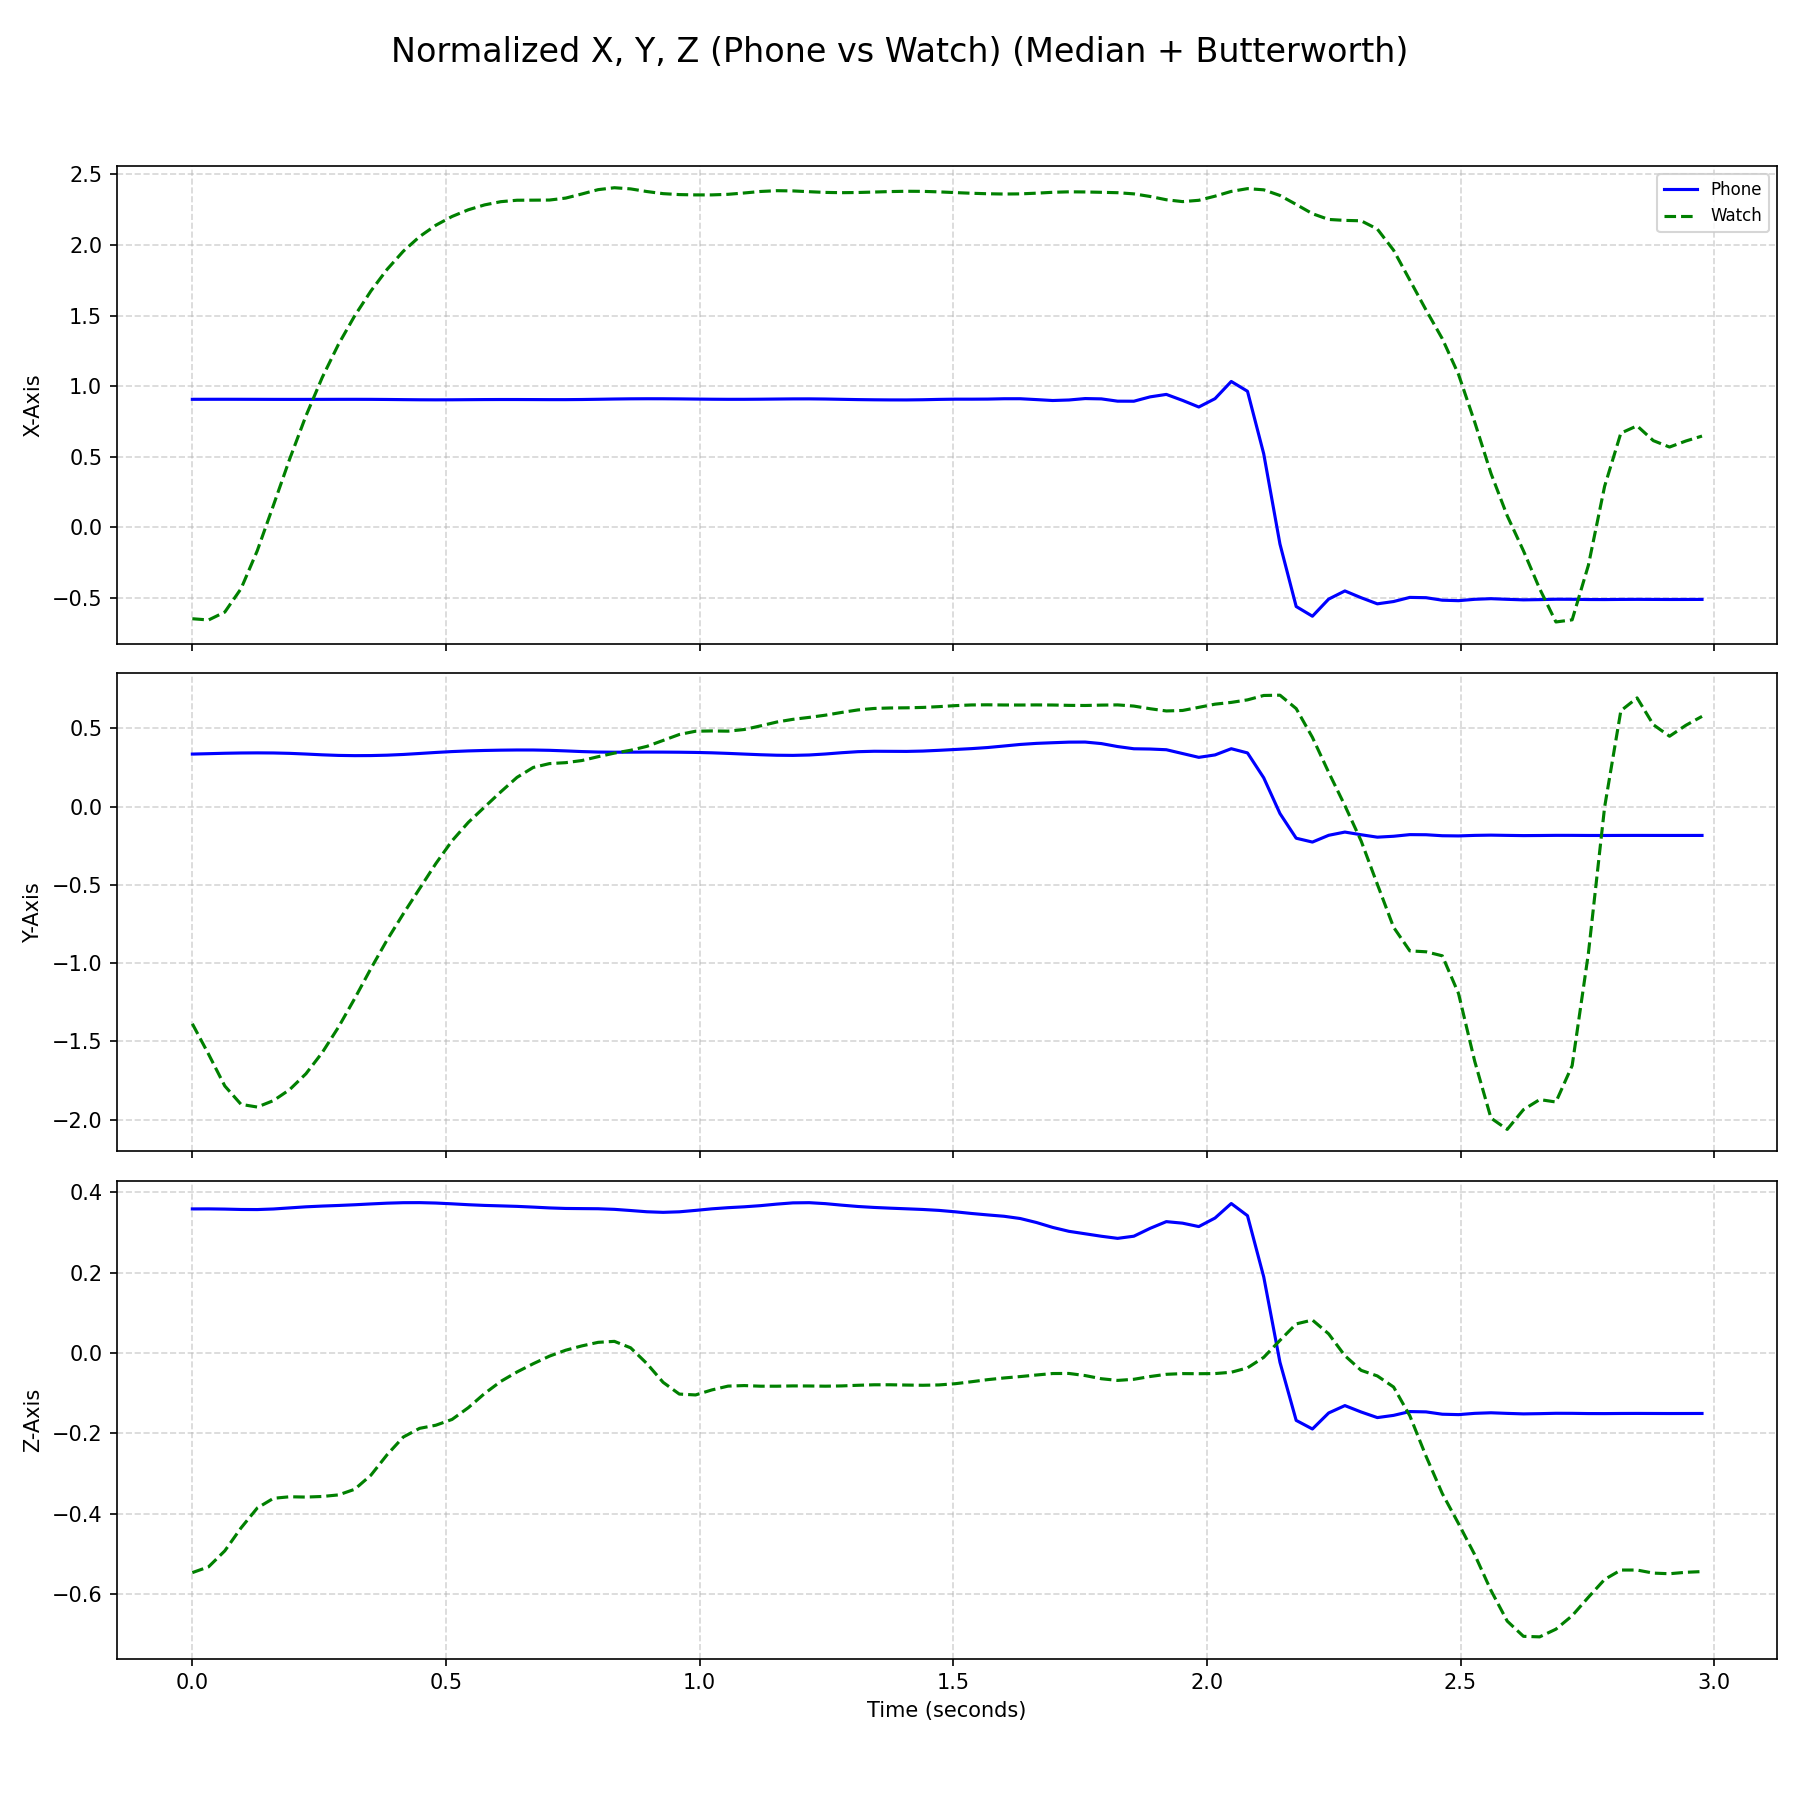 Normalized X, Y, Z (Phone vs Watch) (Median + Butterworth)
2.5
2.0
1.5
1.0
0.5
0.0
−0.5
X-Axis
Phone
Watch
0.5
0.0
−0.5
−1.0
−1.5
−2.0
Y-Axis
0.4
0.2
0.0
−0.2
−0.4
−0.6
Z-Axis
0.0 0.5 1.0 1.5 2.0 2.5 3.0
Time (seconds)